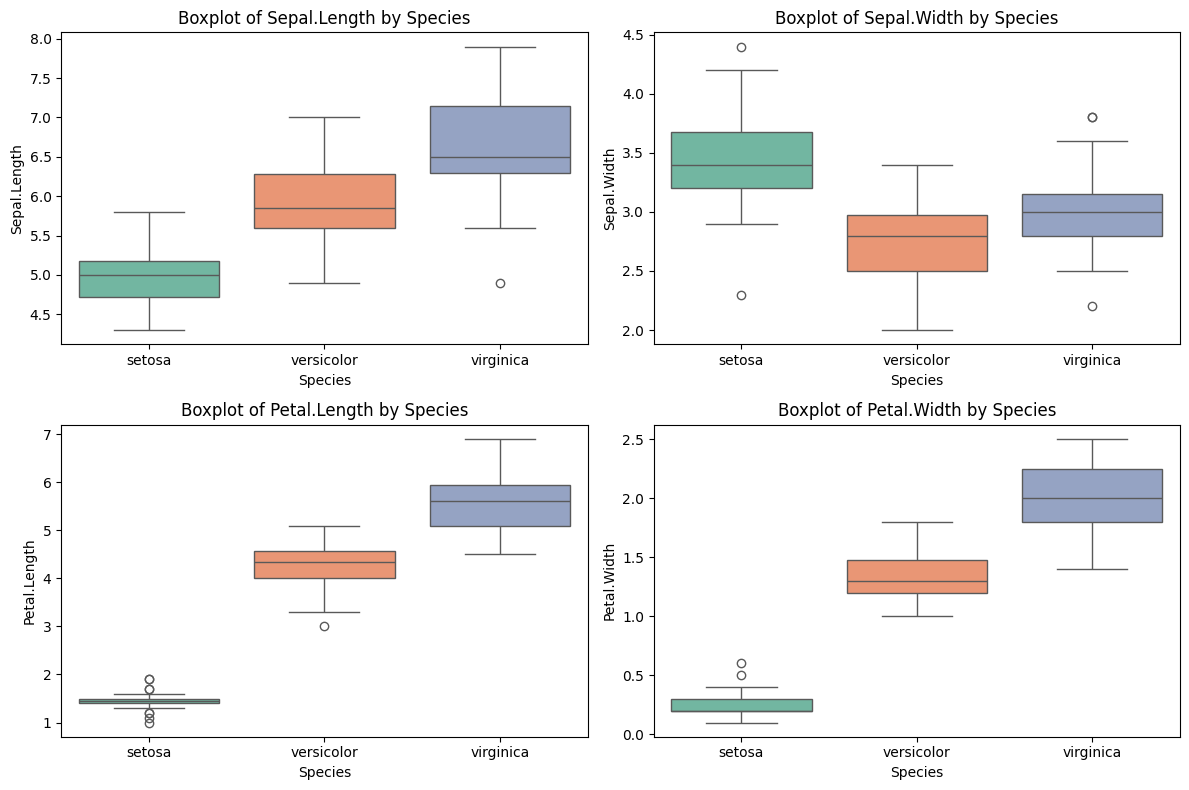 Boxplot of Sepal.Length by Species
8.0
7.5
7.0
6.5
6.0
5.5
5.0
4.5
Sepal.Length
setosa versicolor virginica
Species
Boxplot of Sepal.Width by Species
4.5
4.0
3.5
3.0
2.5
2.0
Sepal.Width
setosa versicolor virginica
Species
Boxplot of Petal.Length by Species
7
6
5
4
3
2
1
Petal.Length
setosa versicolor virginica
Species
Boxplot of Petal.Width by Species
2.5
2.0
1.5
1.0
0.5
0.0
Petal.Width
setosa versicolor virginica
Species